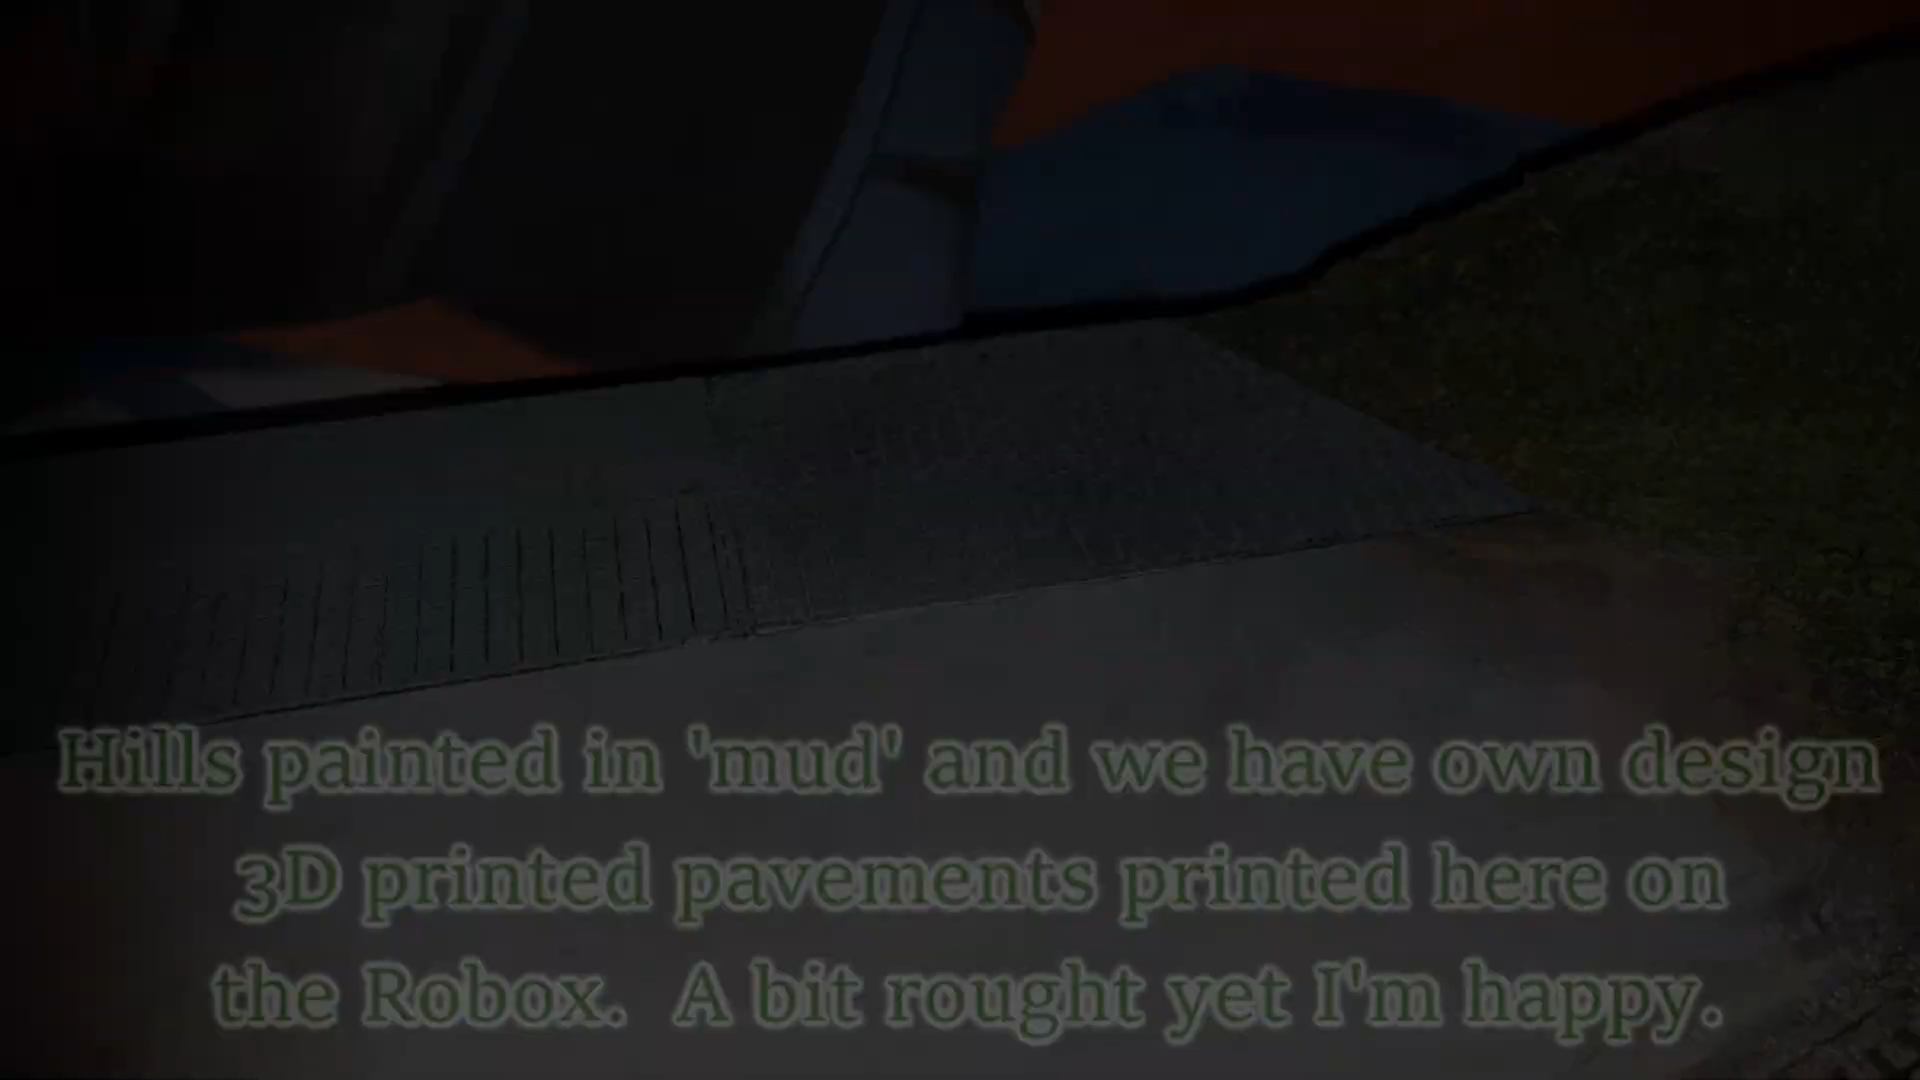 Hills painted in 'mud' and we have own design
3D printed pavements printed here on
the Robox.  A bit rought yet I'm happy.